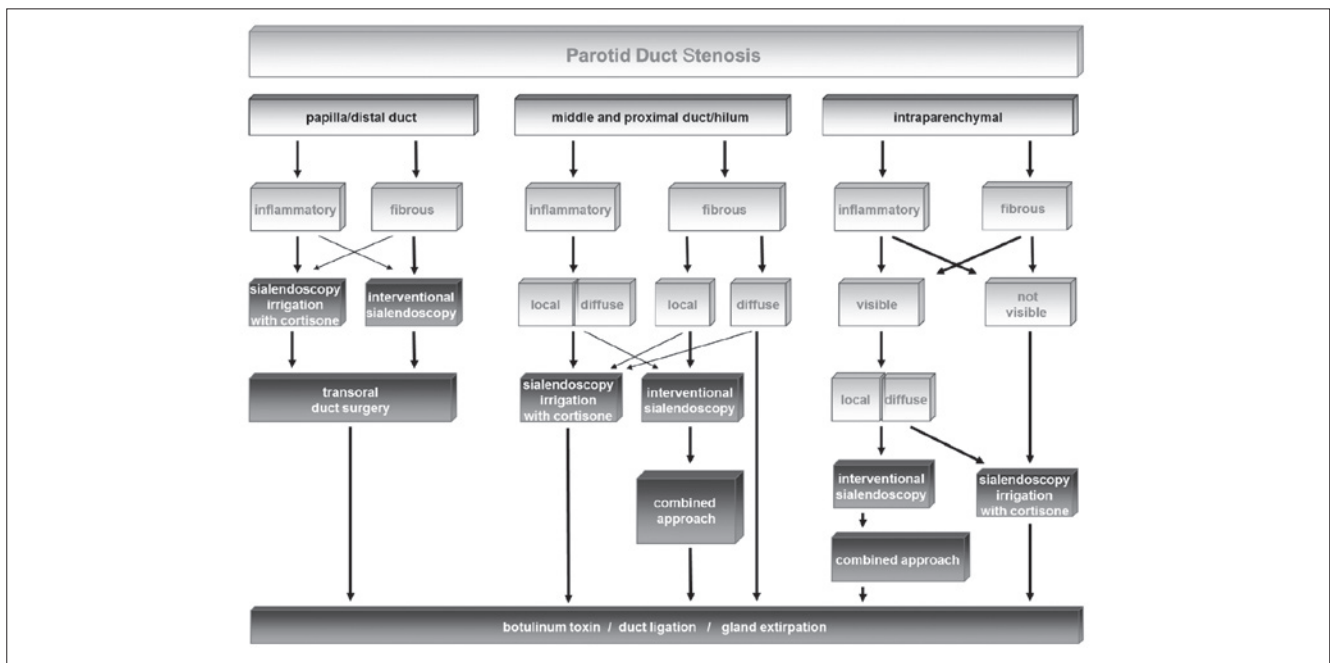 Parotid Duct Stenosis
papilla/distal duct
middle and proximal duct/hilum
intraparenchymal
inflammatory
fibrous
inflammatory
fibrous
inflammatory
fibrous
sialendoscopy
irrigation
with cortisone
interventional
sialendoscopy
local
diffuse
local
diffuse
visible
not
visible
transoral
duct surgery
sialendoscopy
irrigation
with cortisone
interventional
sialendoscopy
local
diffuse
combined
approach
interventional
sialendoscopy
sialendoscopy
irrigation
with cortisone
combined approach
botulinum toxin / duct ligation / gland extirpation